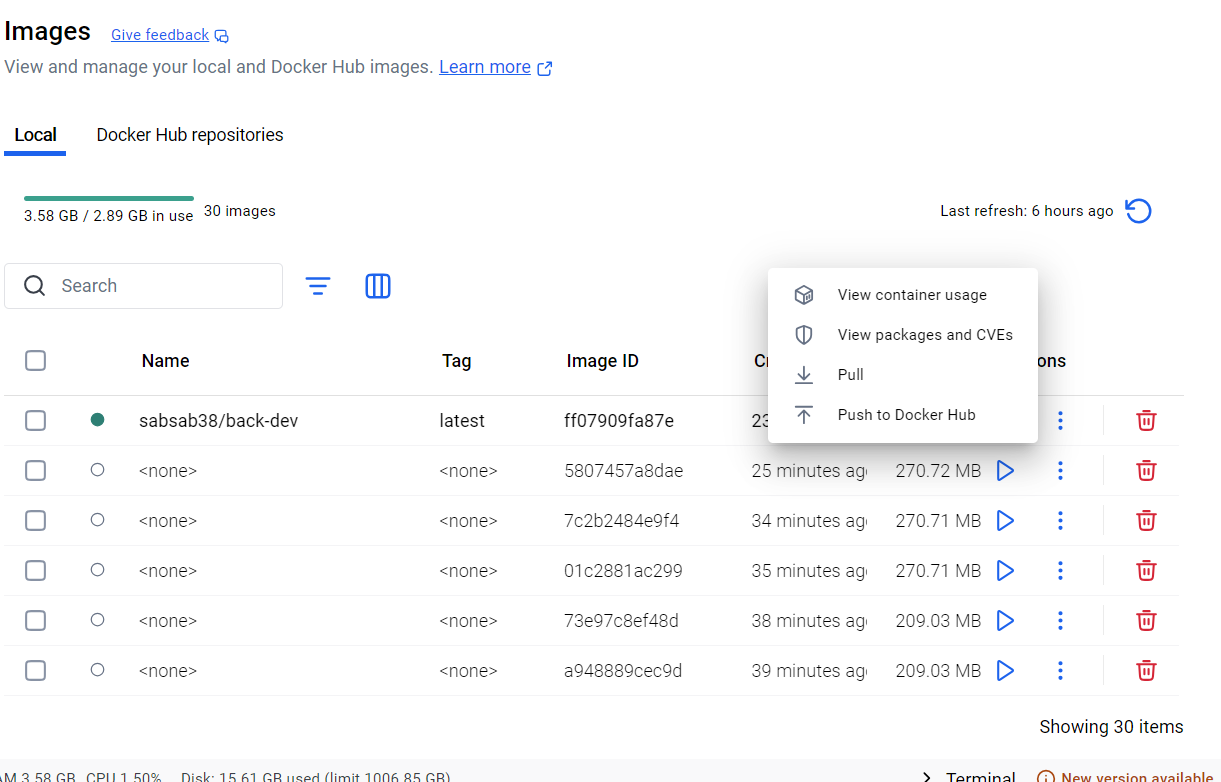 Images Give feedback
View and manage your local and Docker Hub images. Learn more
Local Docker Hub repositories
3.58 GB / 2.89 GB in use 30 images Last refresh: 6 hours ago
Search
View container usage
View packages and CVEs
Pull
Push to Docker Hub
Name Tag Image ID Cr ons
sabsab38/back-dev latest ff07909fa87e 23
<none> <none> 5807457a8dae 25 minutes ag 270.72 MB
<none> <none> 7c2b2484e9f4 34 minutes ag 270.71 MB
<none> <none> 01c2881ac299 35 minutes ag 270.71 MB
<none> <none> 73e97c8ef48d 38 minutes ag 209.03 MB
<none> <none> a948889cec9d 39 minutes ag 209.03 MB
Showing 30 items
AM 3.58 GB CPU 1.50% Disk: 15.61 GB used (limit 1006.85 GB) Terminal New version available